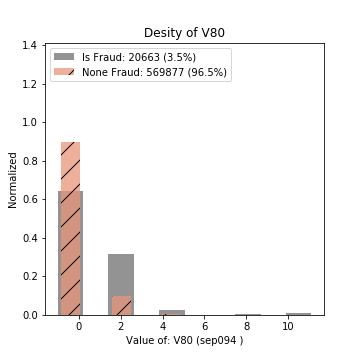 Desity of V80
Is Fraud: 20663 (3.5%)
None Fraud: 569877 (96.5%)
Normalized
1.4
1.2
1.0
0.8
0.6
0.4
0.2
0.0
0 2 4 6 8 10
Value of: V80 (sep094 )